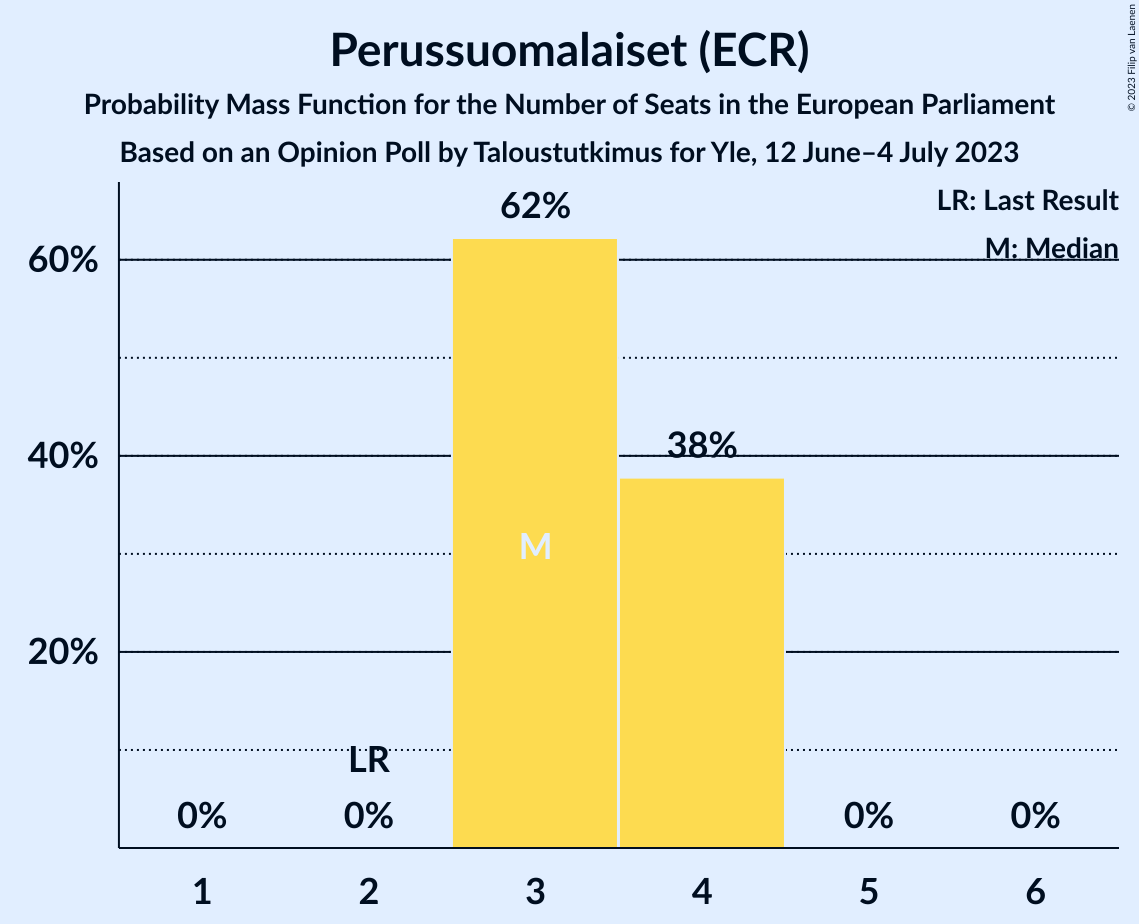 Perussuomalaiset (ECR)
Probability Mass Function for the Number of Seats in the European Parliament
Based on an Opinion Poll by Taloustutkimus for Yle, 12 June–4 July 2023
© 2023 Filip van Laenen
LR: Last Result
M: Median
62%
60%
38%
40%
M
20%
LR
0% 0% 0% 0%
1 2 3 4 5 6